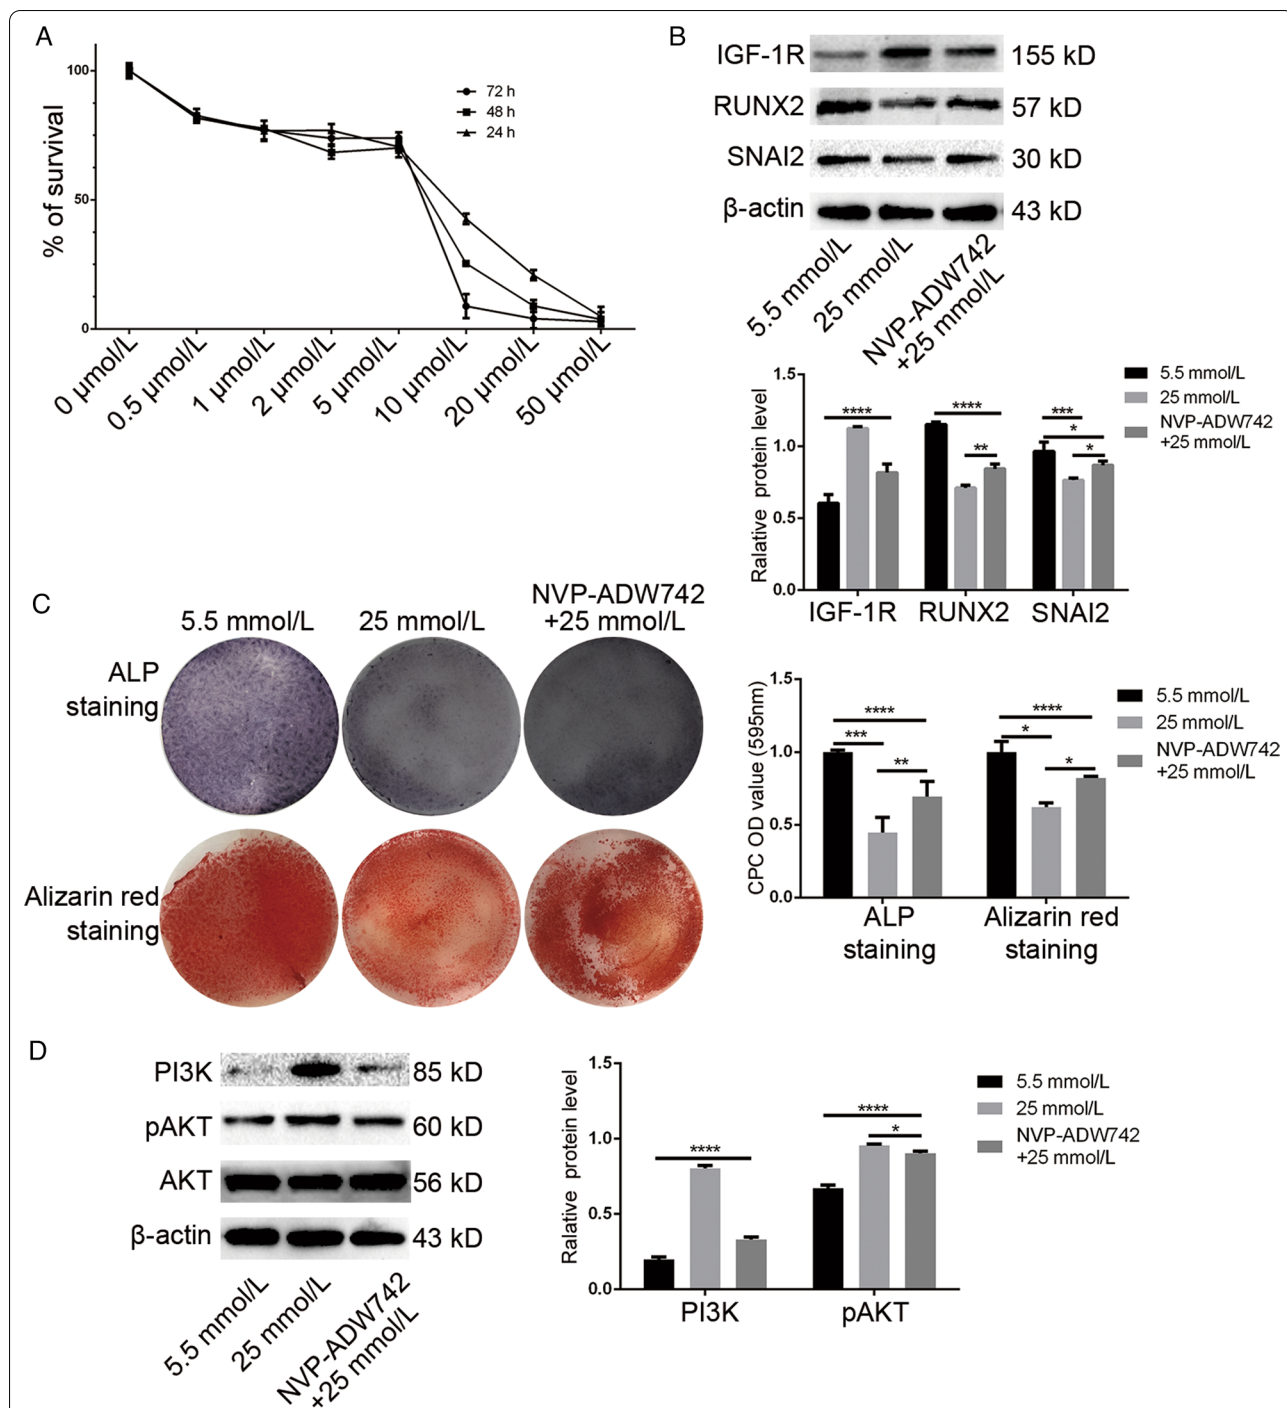 A
% of survival
100
50
0
72 h
48 h
24 h
0 μmol/L
0.5 μmol/L
1 μmol/L
2 μmol/L
5 μmol/L
10 μmol/L
20 μmol/L
50 μmol/L
B
IGF-1R
155 kD
RUNX2
57 kD
SNAI2
30 kD
β-actin
43 kD
5.5 mmol/L
25 mmol/L
NVP-ADW742
+25 mmol/L
Ralative protein level
1.5
1.0
0.5
0.0
****
****
**
***
*
*
IGF-1R
RUNX2
SNAI2
5.5 mmol/L
25 mmol/L
NVP-ADW742
+25 mmol/L
C
5.5 mmol/L
25 mmol/L
NVP-ADW742
+25 mmol/L
ALP
staining
Alizarin red
staining
CPC OD value (595nm)
1.5
1.0
0.5
0.0
****
***
**
****
*
*
ALP
staining
Alizarin red
staining
5.5 mmol/L
25 mmol/L
NVP-ADW742
+25 mmol/L
D
PI3K
85 kD
pAKT
60 kD
AKT
56 kD
β-actin
43 kD
5.5 mmol/L
25 mmol/L
NVP-ADW742
+25 mmol/L
Ralative protein level
1.5
1.0
0.5
0.0
****
****
*
PI3K
pAKT
5.5 mmol/L
25 mmol/L
NVP-ADW742
+25 mmol/L